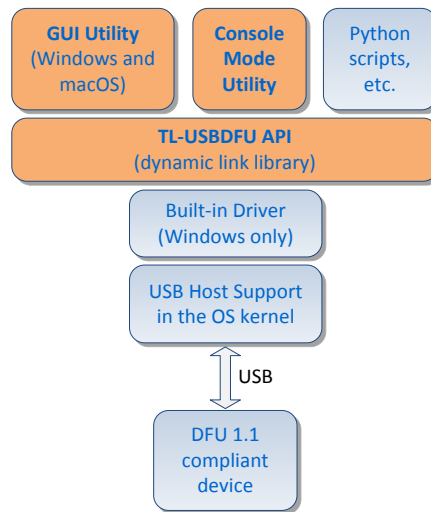 GUI Utility
(Windows and
macOS)
Console
Mode
Utility
Python
scripts,
etc.
TL-USBDFU API
(dynamic link library)
Built-in Driver
(Windows only)
USB Host Support
in the OS kernel
USB
DFU 1.1
compliant
device